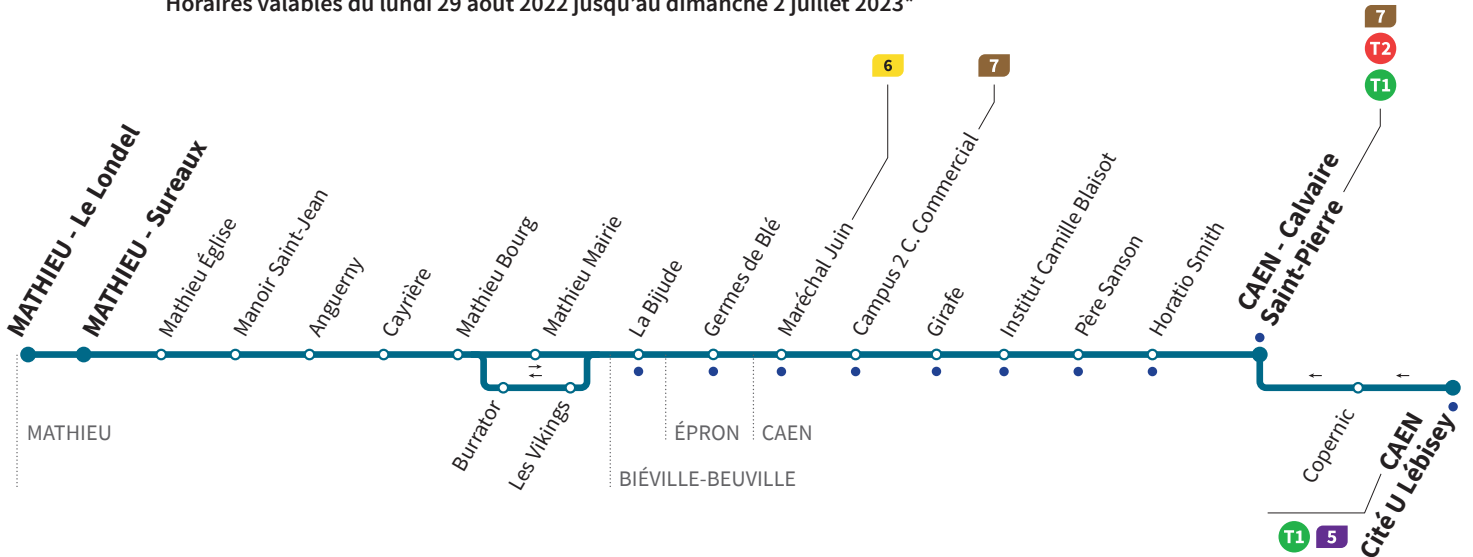 Horaires valables du lundi 29 août 2022 jusqu'au dimanche 2 juillet 2023*
7
T2
T1
6
7
MATHIEU - Le Londel
MATHIEU - Sureaux
Mathieu Église
Manoir Saint-Jean
Anguerny
Cayrière
Mathieu Bourg
Mathieu Mairie
La Bijude
Germes de Blé
Maréchal Juin
Campus 2 C. Commercial
Girafe
Institut Camille Blaisot
Père Sanson
Horatio Smith
CAEN - Calvaire
Saint-Pierre
Burrator
Les Vikings
Copernic
CAEN
Cité U Lébisey
MATHIEU
ÉPRON
CAEN
BIÉVILLE-BEUVILLE
T1
5